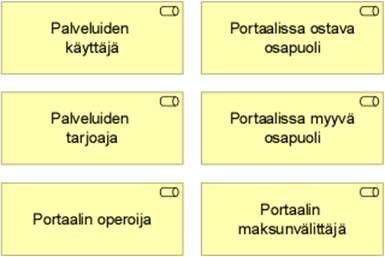 Palveluiden
käyttäjä
Portaalissa ostava
osapuoli
Palveluiden
tarjoaja
Portaalissa myyvä
osapuoli
Portaalin operoija
Portaalin
maksunvälittäjä